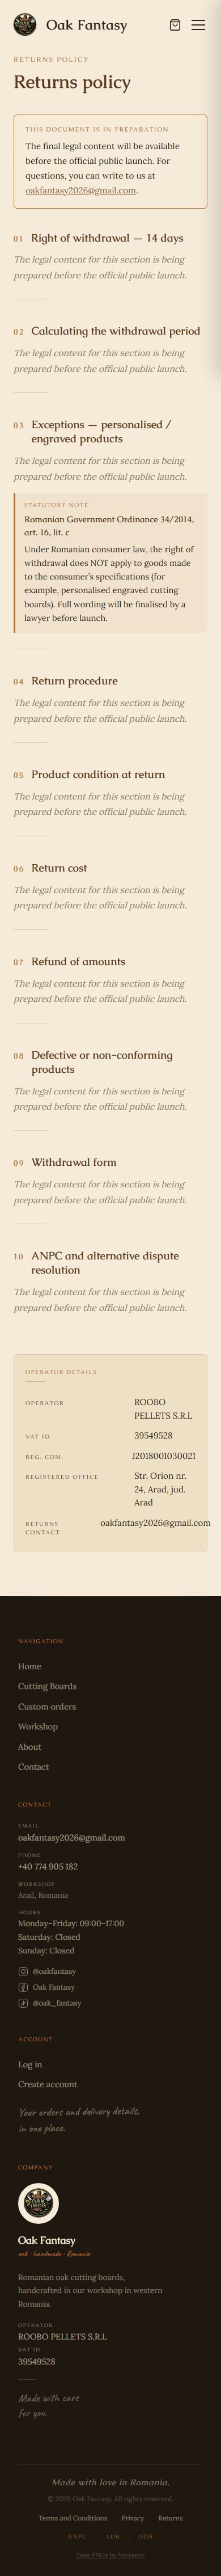 Oak Fantasy
RETURNS POLICY
Returns policy
THIS DOCUMENT IS IN PREPARATION
The final legal content will be available
before the official public launch. For
questions, you can write to us at
oakfantasy2026@gmail.com.
01 Right of withdrawal — 14 days
The legal content for this section is being
prepared before the official public launch.
02 Calculating the withdrawal period
The legal content for this section is being
prepared before the official public launch.
03 Exceptions — personalised /
engraved products
The legal content for this section is being
prepared before the official public launch.
STATUTORY NOTE
Romanian Government Ordinance 34/2014,
art. 16, lit. c
Under Romanian consumer law, the right of
withdrawal does NOT apply to goods made
to the consumer's specifications (for
example, personalised engraved cutting
boards). Full wording will be finalised by a
lawyer before launch.
04 Return procedure
The legal content for this section is being
prepared before the official public launch.
05 Product condition at return
The legal content for this section is being
prepared before the official public launch.
06 Return cost
The legal content for this section is being
prepared before the official public launch.
07 Refund of amounts
The legal content for this section is being
prepared before the official public launch.
08 Defective or non-conforming
products
The legal content for this section is being
prepared before the official public launch.
09 Withdrawal form
The legal content for this section is being
prepared before the official public launch.
10 ANPC and alternative dispute
resolution
The legal content for this section is being
prepared before the official public launch.
OPERATOR DETAILS
OPERATOR ROOBO
PELLETS S.R.L
VAT ID 39549528
REG. COM. J2018001030021
REGISTERED OFFICE Str. Orion nr.
24, Arad, jud.
Arad
RETURNS CONTACT oakfantasy2026@gmail.com
NAVIGATION
Home
Cutting Boards
Custom orders
Workshop
About
Contact
CONTACT
EMAIL
oakfantasy2026@gmail.com
PHONE
+40 774 905 182
WORKSHOP
Arad, Romania
HOURS
Monday–Friday: 09:00–17:00
Saturday: Closed
Sunday: Closed
@oakfantasy
Oak Fantasy
@oak_fantasy
ACCOUNT
Log in
Create account
Your orders and delivery details,
in one place.
COMPANY
Oak Fantasy
oak · handmade · Romania
Romanian oak cutting boards,
handcrafted in our workshop in western
Romania.
OPERATOR
ROOBO PELLETS S.R.L
VAT ID
39549528
Made with care
for you.
Made with love in Romania.
© 2026 Oak Fantasy. All rights reserved.
Terms and Conditions · Privacy · Returns
ANPC · ADR · ODR
Tree PNGs by Vecteezy